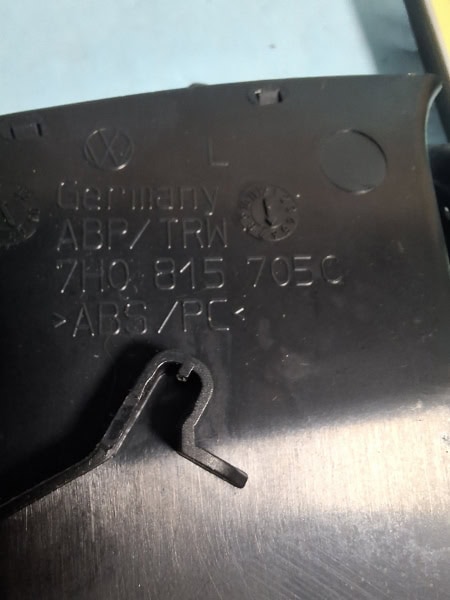 L
Germany
ABP/TRW
7H0 815 705C
>ABS/PC<